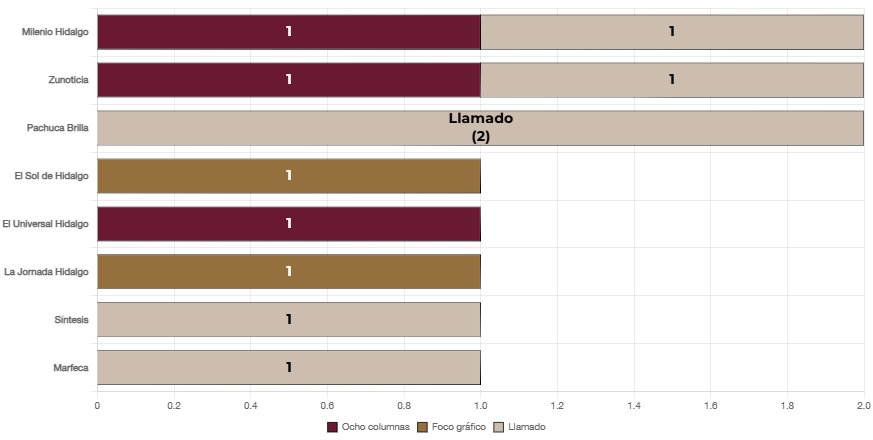 Milenio Hidalgo 1 1
Zunoticia 1 1
Pachuca Brilla Llamado
(2)
El Sol de Hidalgo 1
El Universal Hidalgo 1
La Jornada Hidalgo 1
Síntesis 1
Marfeca 1
0 0.2 0.4 0.6 0.8 1.0 1.2 1.4 1.6 1.8 2.0
Ocho columnas Foco gráfico Llamado